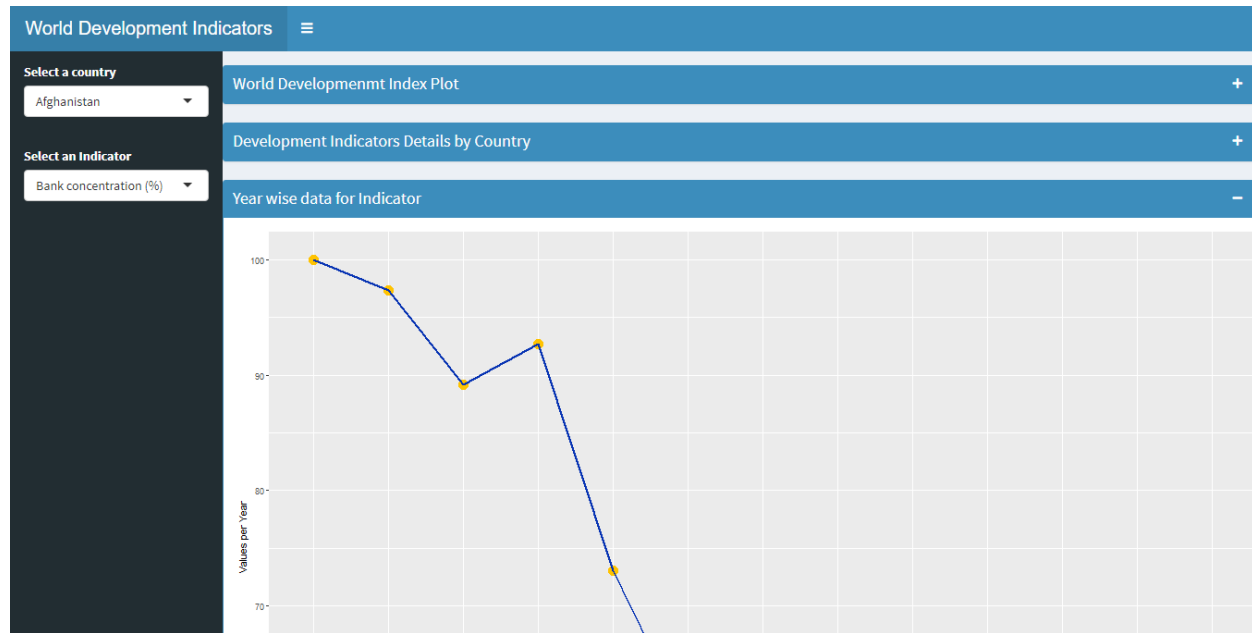 World Development Indicators
Select a country
Afghanistan
Select an Indicator
Bank concentration (%)
World Developmenmt Index Plot
Development Indicators Details by Country
Year wise data for Indicator
100
90
80
70
Values per Year